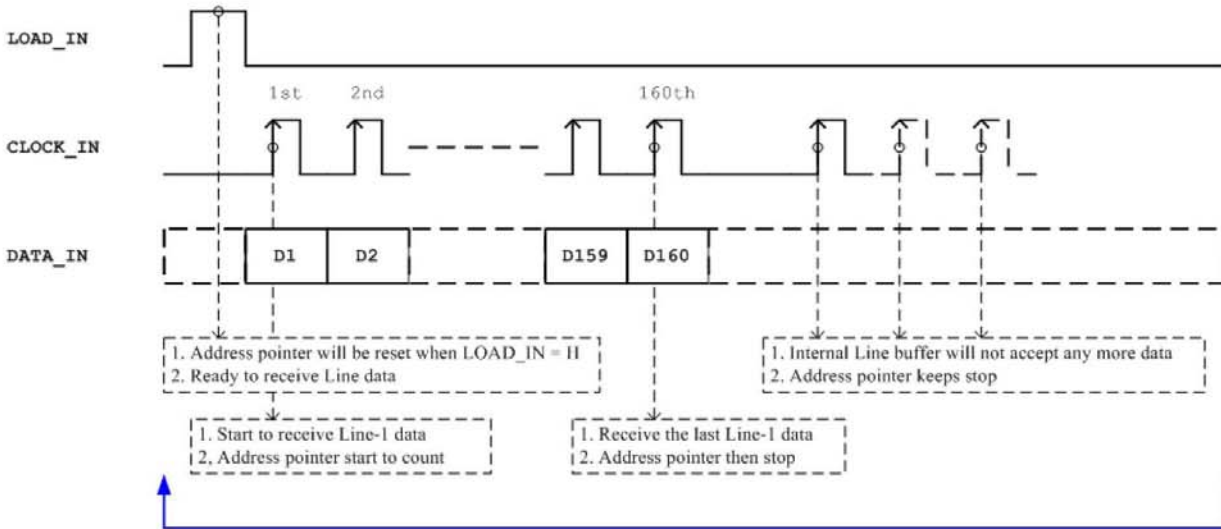 LOAD_IN
1st 2nd 160th
CLOCK_IN
DATA_IN D1 D2 D159 D160
1. Address pointer will be reset when LOAD_IN = H
2. Ready to receive Line data
1. Internal Line buffer will not accept any more data
2. Address pointer keeps stop
1. Start to receive Line-1 data
2, Address pointer start to count
1. Receive the last Line-1 data
2. Address pointer then stop